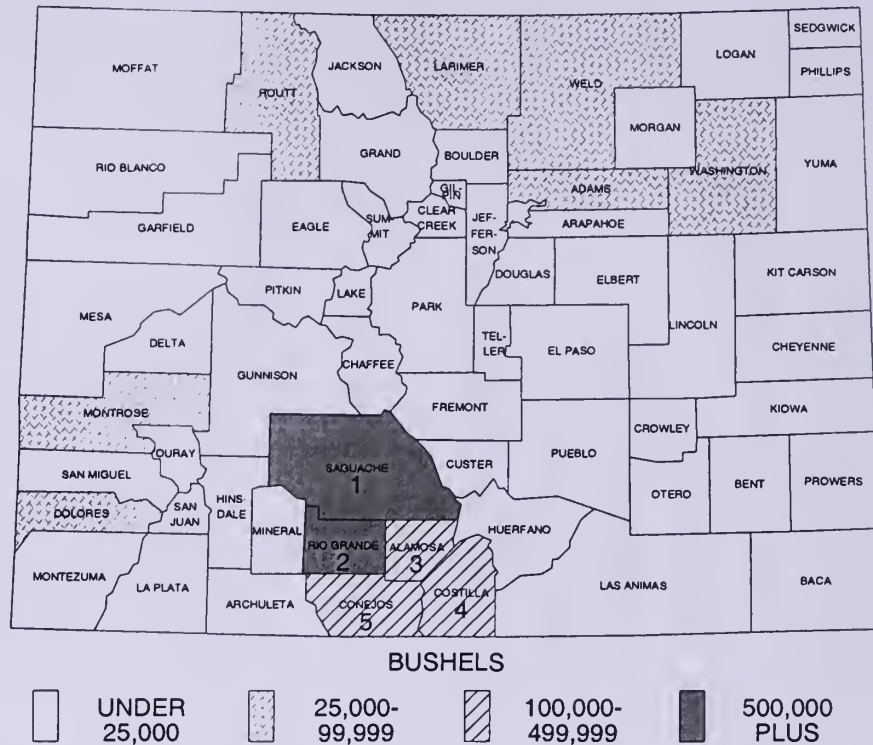 MOFFAT
ROUTT
JACKSON
LARIMER
WELD
LOGAN
SEDGWICK
PHILLIPS
MORGAN
RIO BLANCO
GRAND
BOULDER
WASHINGTON
YUMA
GIL-
PIN
ADAMS
GARFIELD
EAGLE
SUM-
MIT
CLEAR
CREEK
JEF-
FER-
SON
ARAPAHOE
DOUGLAS
ELBERT
KIT CARSON
MESA
PITKIN
LAKE
PARK
LINCOLN
DELTA
TEL-
LER
EL PASO
CHEYENNE
GUNNISON
CHAFFEE
MONTROSE
FREMONT
KIOWA
OURAY
CROWLEY
SAGUACHE
1.
CUSTER
PUEBLO
SAN MIGUEL
HINS-
DALE
OTERO
BENT
PROWERS
DOLORES
SAN
JUAN
MINERAL
RIO GRANDE
2
ALAMOSA
3
HUERFANO
MONTEZUMA
LA PLATA
ARCHULETA
CONEJOS
5
COSTILLA
4
LAS ANIMAS
BACA
BUSHELS
UNDER
25,000
25,000-
99,999
100,000-
499,999
500,000
PLUS